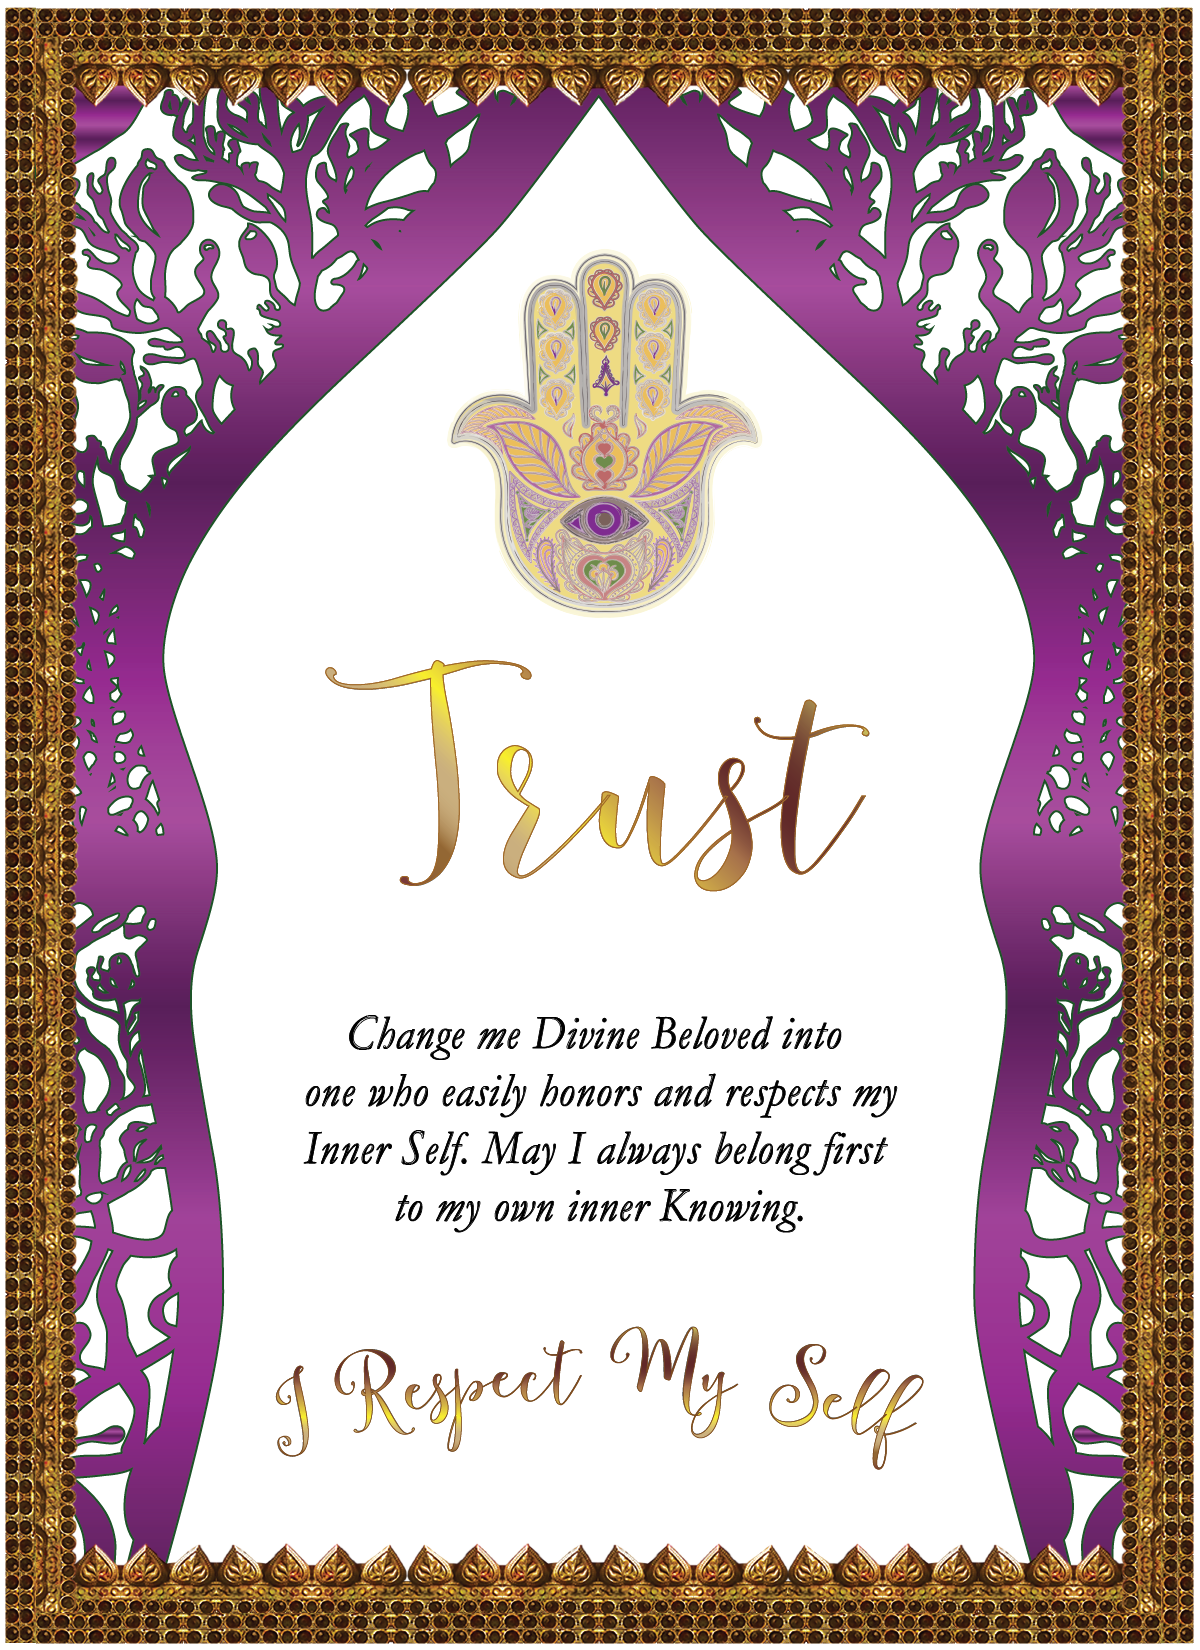 Trust
Change me Divine Beloved into
one who easily honors and respects my
Inner Self. May I always belong first
to my own inner Knowing.
I Respect My Self